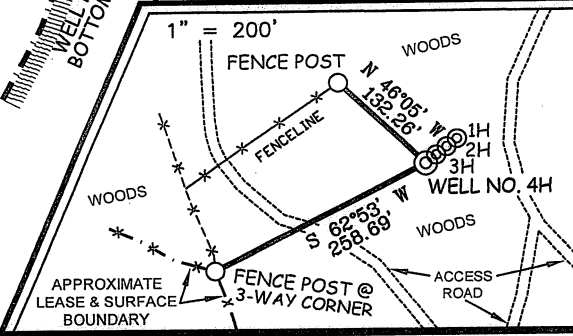 WELL
BOTTOM
1" = 200'
WOODS
FENCE POST
N 46°05' W
132.26'
FENCELINE
1H
2H
3H
WELL NO. 4H
WOODS
S 62°53' W
258.69'
WOODS
APPROXIMATE
LEASE & SURFACE
BOUNDARY
FENCE POST @
3-WAY CORNER
ACCESS
ROAD